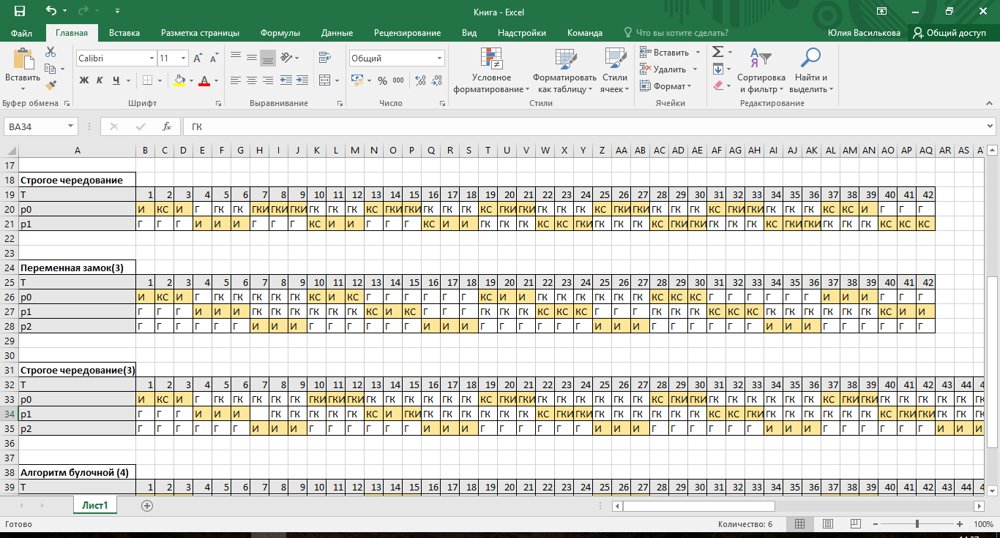 Книга - Excel
Файл Главная Вставка Разметка страницы Формулы Данные Рецензирование Вид Надстройки Команда Что вы хотите сделать? Юлия Василькова Общий доступ
Calibri 11 Общий Вставить
Вставить Ж К Ч А % 000 Условное форматирование Форматировать как таблицу Стили ячеек Удалить Формат Сортировка и фильтр Найти и выделить
Буфер обмена Шрифт Выравнивание Число Стили Ячейки Редактирование
BA34 fx ГК
A B C D E F G H I J K L M N O P Q R S T U V W X Y Z AA AB AC AD AE AF AG AH AI AJ AK AL AM AN AO AP AQ AR AS
17
18 Строгое чередование
19 T 1 2 3 4 5 6 7 8 9 10 11 12 13 14 15 16 17 18 19 20 21 22 23 24 25 26 27 28 29 30 31 32 33 34 35 36 37 38 39 40 41 42
20 p0 И КС И Г ГК ГК ГКИ ГКИ ГКИ ГК ГК ГК КС ГКИ ГКИ ГК ГК ГК КС ГКИ ГКИ ГК ГК ГК КС ГКИ ГКИ ГК ГК ГК КС ГКИ ГКИ ГК ГК ГК КС КС И Г Г Г
21 p1 Г Г Г И И И Г Г Г КС И И Г Г Г КС И И ГК ГК ГК КС КС ГКИ ГК ГК ГК КС ГКИ ГКИ ГК ГК ГК КС ГКИ ГКИ ГК ГК ГК КС КС КС
22
23
24 Переменная замок(3)
25 T 1 2 3 4 5 6 7 8 9 10 11 12 13 14 15 16 17 18 19 20 21 22 23 24 25 26 27 28 29 30 31 32 33 34 35 36 37 38 39 40 41 42
26 p0 И КС И Г ГК ГК ГК ГК ГК КС И КС Г Г Г Г Г Г КС И И ГК ГК ГК ГК ГК ГК КС КС КС Г Г Г Г Г Г И И И Г Г Г
27 p1 Г Г Г И И И ГК ГК ГК ГК ГК ГК КС И КС Г Г Г ГК ГК ГК КС КС КС Г Г Г ГК ГК ГК КС КС КС ГК ГК ГК ГК ГК ГК КС И И
28 p2 Г Г Г Г Г Г И И И Г Г Г Г Г Г И И И Г Г Г Г Г Г И И И Г Г Г Г Г Г И И И Г Г Г Г Г Г
29
30
31 Строгое чередование(3)
32 T 1 2 3 4 5 6 7 8 9 10 11 12 13 14 15 16 17 18 19 20 21 22 23 24 25 26 27 28 29 30 31 32 33 34 35 36 37 38 39 40 41 42 43 44
33 p0 И КС И Г ГК ГК ГК ГК ГК ГКИ ГКИ ГКИ ГК ГК ГК ГК ГК ГК КС ГКИ ГКИ ГК ГК ГК ГК ГК ГК КС ГКИ ГКИ ГК ГК ГК ГК ГК ГК КС ГКИ ГКИ ГК ГК ГК ГК ГК
34 p1 Г Г Г И И И ГК ГК ГК ГК ГК КС И ГКИ ГК ГК ГК ГК ГК ГК КС ГКИ ГКИ ГК ГК ГК ГК ГК ГК КС КС ГКИ ГК ГК ГК ГК ГК ГК КС ГКИ ГКИ ГК ГК
35 p2 Г Г Г Г Г Г И И И Г Г Г Г Г Г И И И Г Г Г Г Г Г И И И Г Г Г Г Г Г И И И Г Г Г Г Г Г И И И
36
37
38 Алгоритм булочной (4)
39 T 1 2 3 4 5 6 7 8 9 10 11 12 13 14 15 16 17 18 19 20 21 22 23 24 25 26 27 28 29 30 31 32 33 34 35 36 37 38 39 40 41 42 43 44
Лист1
Готово Количество: 6 100%